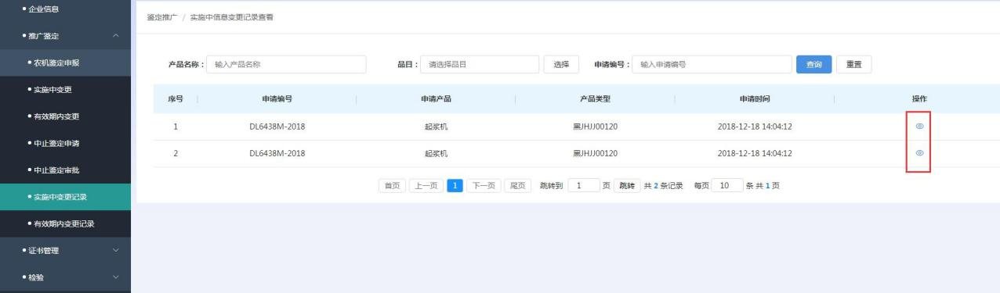 企业信息
推广鉴定
农机鉴定申报
实施中变更
有效期内变更
中止鉴定申请
中止鉴定审批
实施中变更记录
有效期内变更记录
证书管理
检验
鉴定推广 / 实施中信息变更记录查看
产品名称： 输入产品名称 品目： 请选择品目 选择 申请编号： 输入申请编号 查询 重置
序号 申请编号 申请产品 产品类型 申请时间 操作
1 DL6438M-2018 起浆机 黑JHJJ00120 2018-12-18 14:04:12
2 DL6438M-2018 起浆机 黑JHJJ00120 2018-12-18 14:04:12
首页 上一页 1 下一页 尾页 跳转到 1 页 跳转 共 2 条记录 每页 10 条 共 1 页